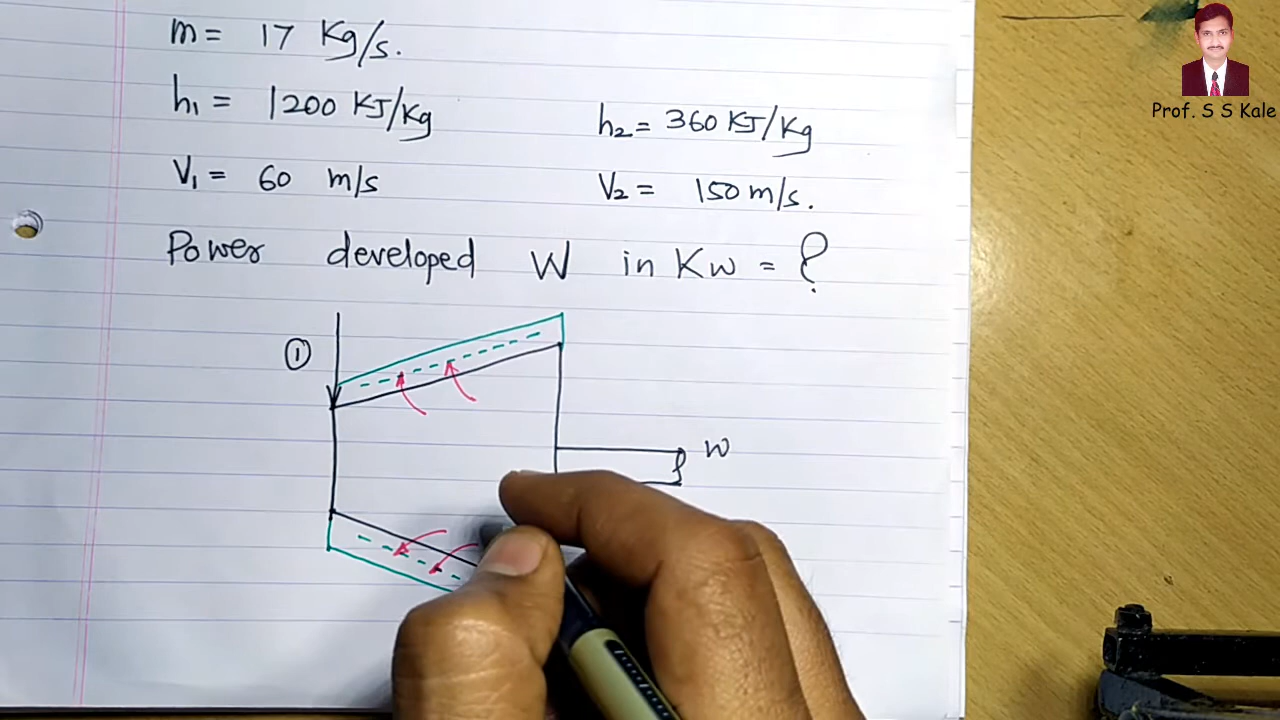 m = 17 Kg/s.
h₁ = 1200 KJ/Kg h₂ = 360 KJ/Kg
V₁ = 60 m/s V₂ = 150 m/s.
Power developed W in Kw = ?
①
W
Prof. S S Kale